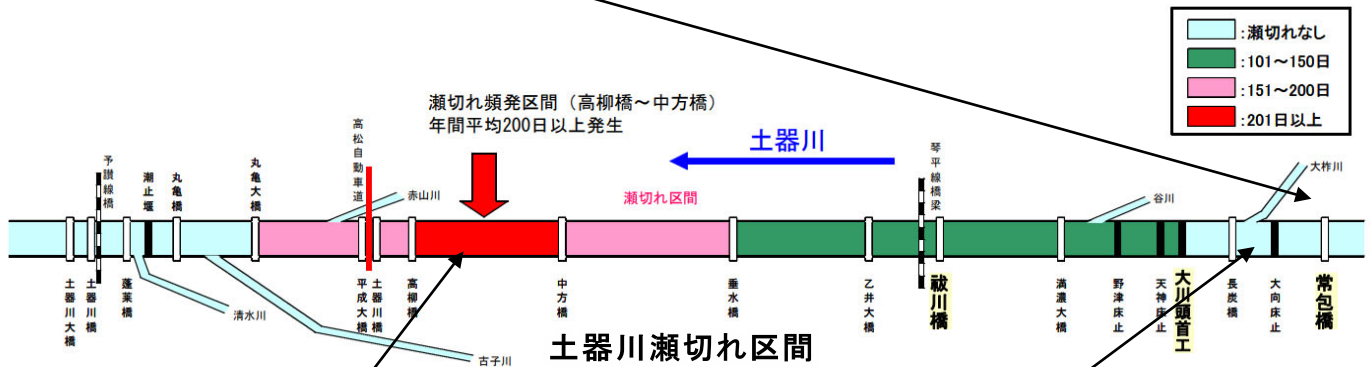 :瀬切れなし
:101～150日
:151～200日
:201日以上
瀬切れ頻発区間（高柳橋～中方橋）
年間平均200日以上発生
土器川
瀬切れ区間
予讃線橋
潮止堰
丸亀橋
丸亀大橋
高松自動車道
赤山川
琴平線橋梁
谷川
大柞川
土器川大橋
土器川橋
蓬莱橋
清水川
古子川
平成大橋
土器川橋
高柳橋
中方橋
垂水橋
乙井大橋
祓川橋
満濃大橋
野津床止
天神床止
大川頭首工
長炭橋
大向床止
常包橋
土器川瀬切れ区間